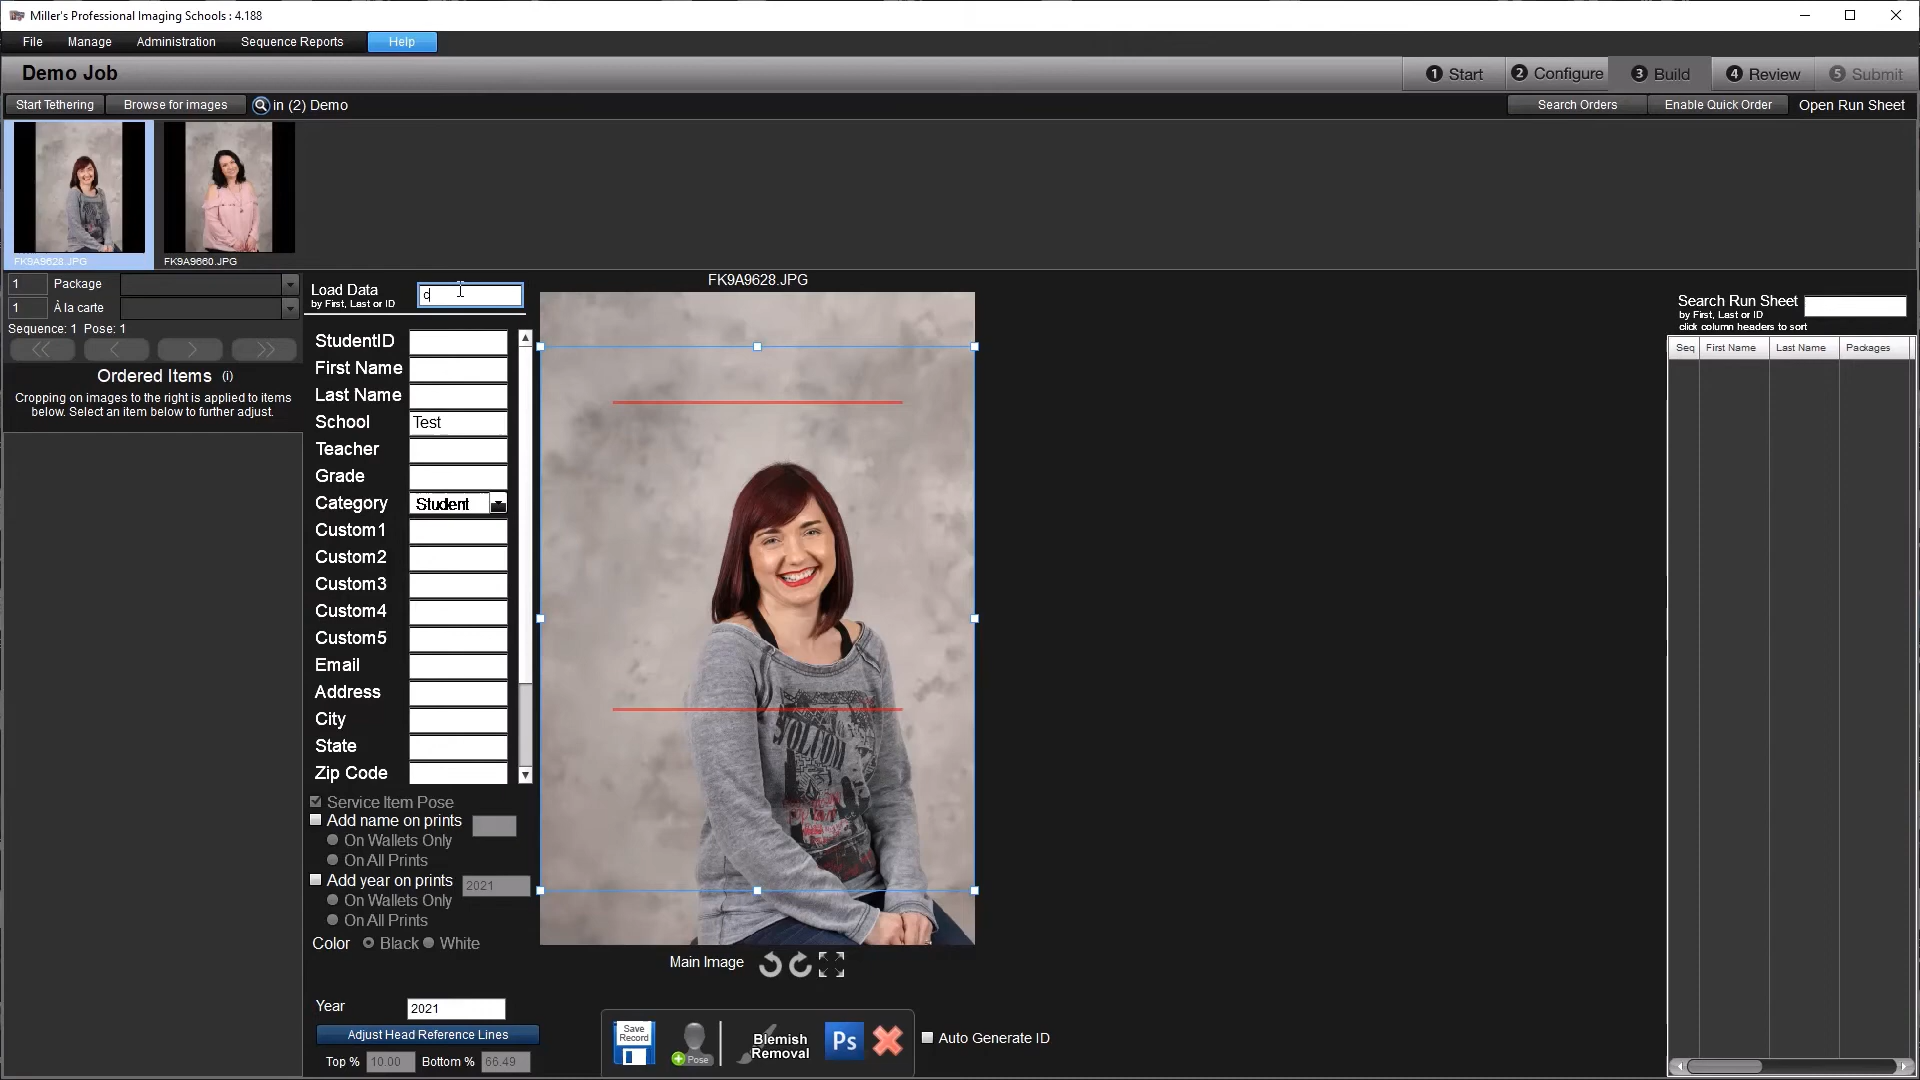 Miller's Professional Imaging Schools : 4.188
File Manage Administration Sequence Reports Help
Demo Job
1 Start 2 Configure 3 Build 4 Review 5 Submit
Start Tethering Browse for images in (2) Demo Search Orders Enable Quick Order Open Run Sheet
FK9A9628.JPG FK9A9660.JPG
1 Package
1 À la carte
Sequence: 1 Pose: 1
<< < > >>
Ordered Items (i)
Cropping on images to the right is applied to items
below. Select an item below to further adjust.
Load Data
by First, Last or ID
c
StudentID
First Name
Last Name
School Test
Teacher
Grade
Category Student
Custom1
Custom2
Custom3
Custom4
Custom5
Email
Address
City
State
Zip Code
Service Item Pose
Add name on prints
On Wallets Only
On All Prints
Add year on prints 2021
On Wallets Only
On All Prints
Color Black White
Year 2021
Adjust Head Reference Lines
Top % 10.00 Bottom % 66.49
FK9A9628.JPG
VOLCOM
Main Image
Save
Record
Pose
Blemish
Removal
Ps
Auto Generate ID
Search Run Sheet
by First, Last or ID
click column headers to sort
Seq First Name Last Name Packages